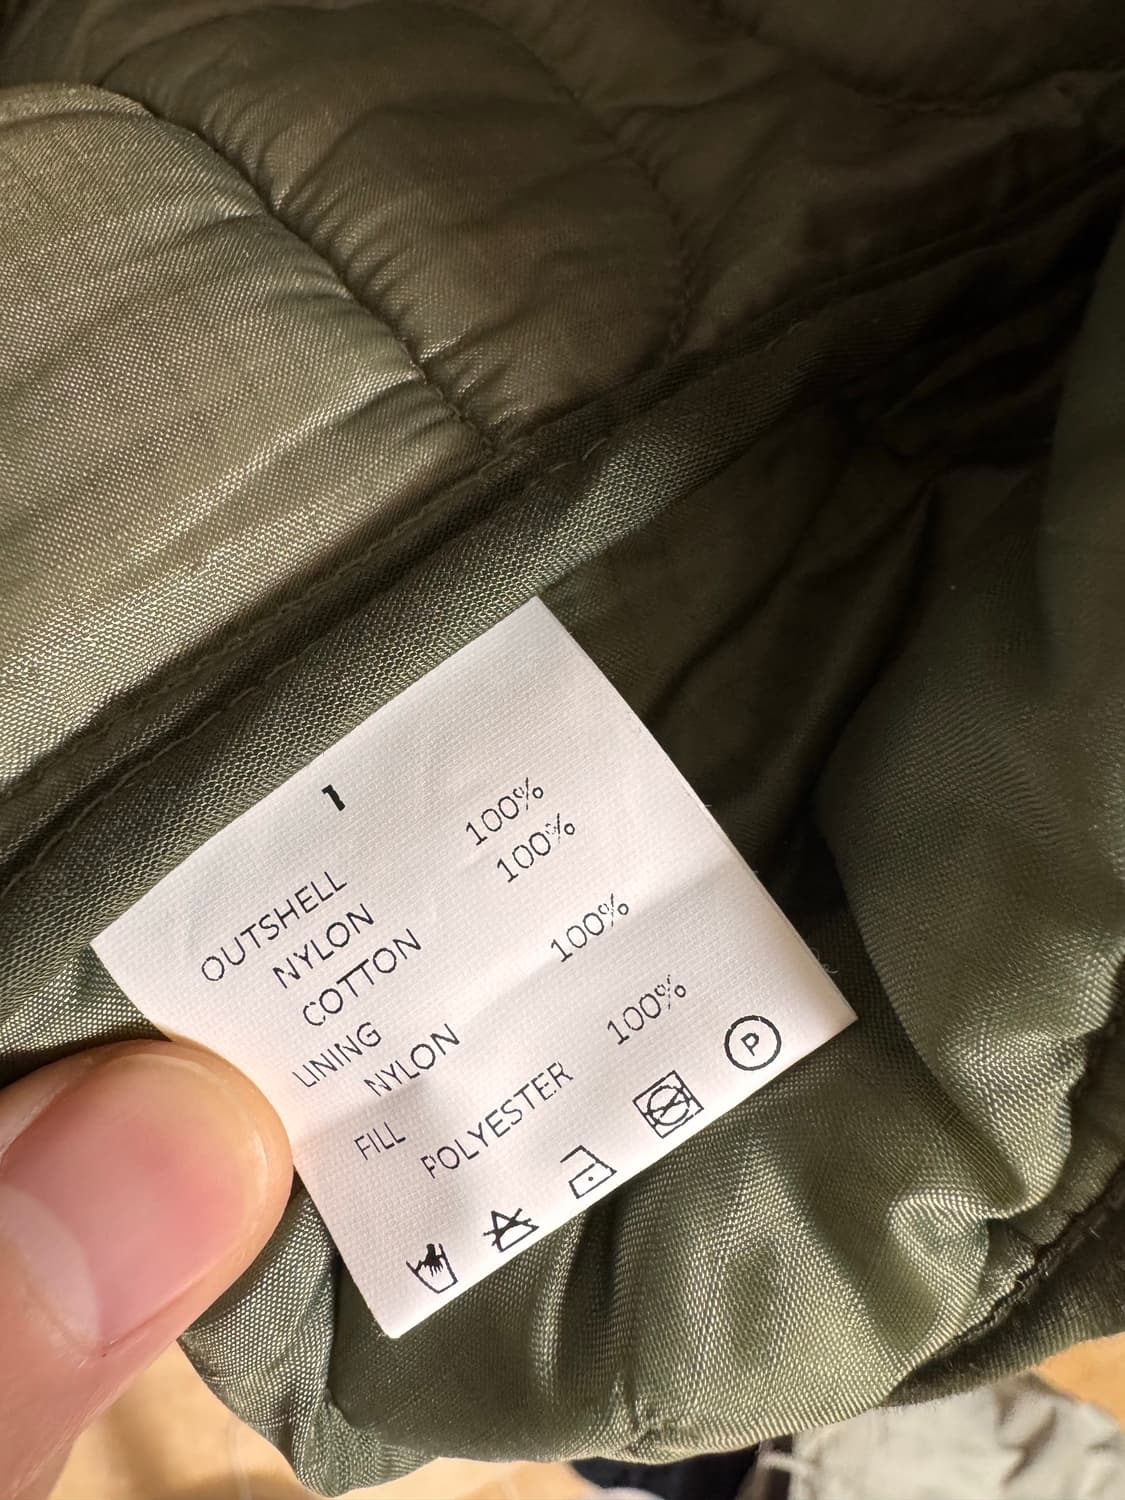 1
OUTSHELL
NYLON 100%
COTTON 100%
LINING
NYLON 100%
FILL
POLYESTER 100%
P